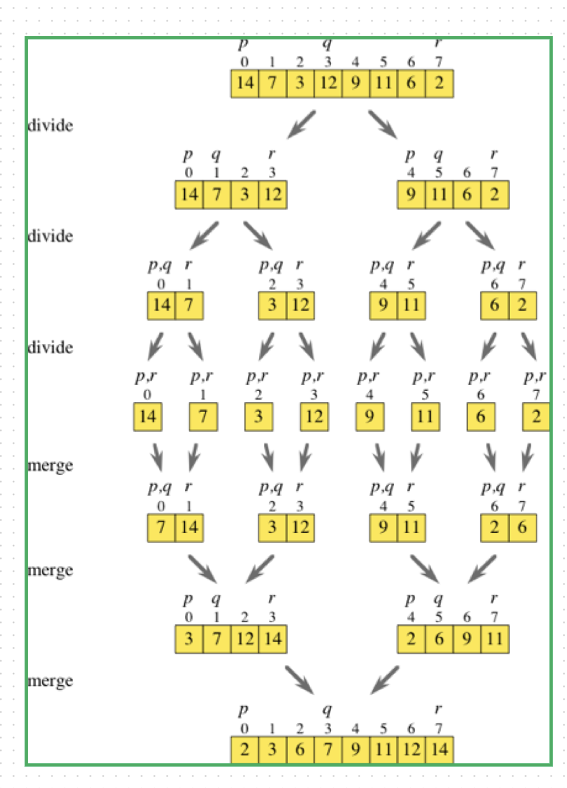 p q r
0 1 2 3 4 5 6 7
14 7 3 12 9 11 6 2
divide
p q r p q r
0 1 2 3 4 5 6 7
14 7 3 12 9 11 6 2
divide
p,q r p,q r p,q r p,q r
0 1 2 3 4 5 6 7
14 7 3 12 9 11 6 2
divide
p,r p,r p,r p,r p,r p,r p,r p,r
0 1 2 3 4 5 6 7
14 7 3 12 9 11 6 2
merge
p,q r p,q r p,q r p,q r
0 1 2 3 4 5 6 7
7 14 3 12 9 11 2 6
merge
p q r p q r
0 1 2 3 4 5 6 7
3 7 12 14 2 6 9 11
merge
p q r
0 1 2 3 4 5 6 7
2 3 6 7 9 11 12 14